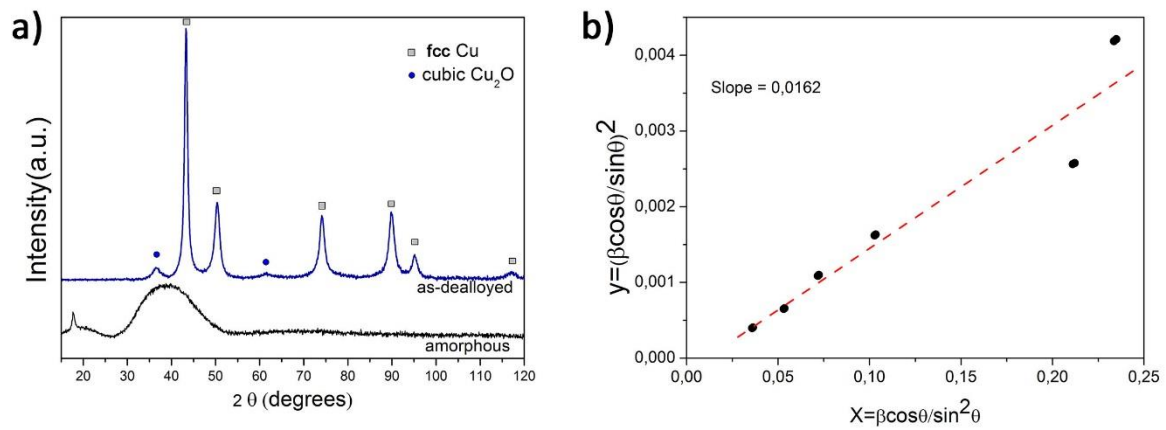 a)
fcc Cu
cubic Cu₂O
as-dealloyed
amorphous
Intensity(a.u.)
20 30 40 50 60 70 80 90 100 110 120
2 θ (degrees)
b)
0,004
0,003
0,002
0,001
0,000
Slope = 0,0162
y=(βcosθ/sinθ)²
0,00 0,05 0,10 0,15 0,20 0,25
X=βcosθ/sin²θ